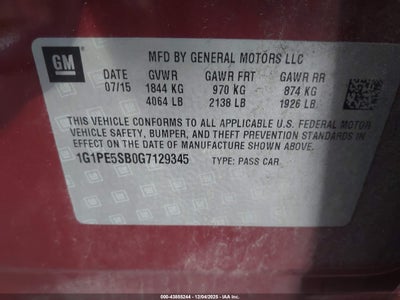 GM
MFD BY GENERAL MOTORS LLC
DATE GVWR GAWR FRT GAWR RR
07/15 1844 KG 970 KG 874 KG
4064 LB 2138 LB 1926 LB
THIS VEHICLE CONFORMS TO ALL APPLICABLE U.S. FEDERAL MOTOR
VEHICLE SAFETY, BUMPER, AND THEFT PREVENTION STANDARDS IN
EFFECT ON THE DATE OF MANUFACTURE SHOWN ABOVE.
1G1PE5SB0G7129345 TYPE: PASS CAR
000-43855244 - 12/04/2025 - IAA Inc.